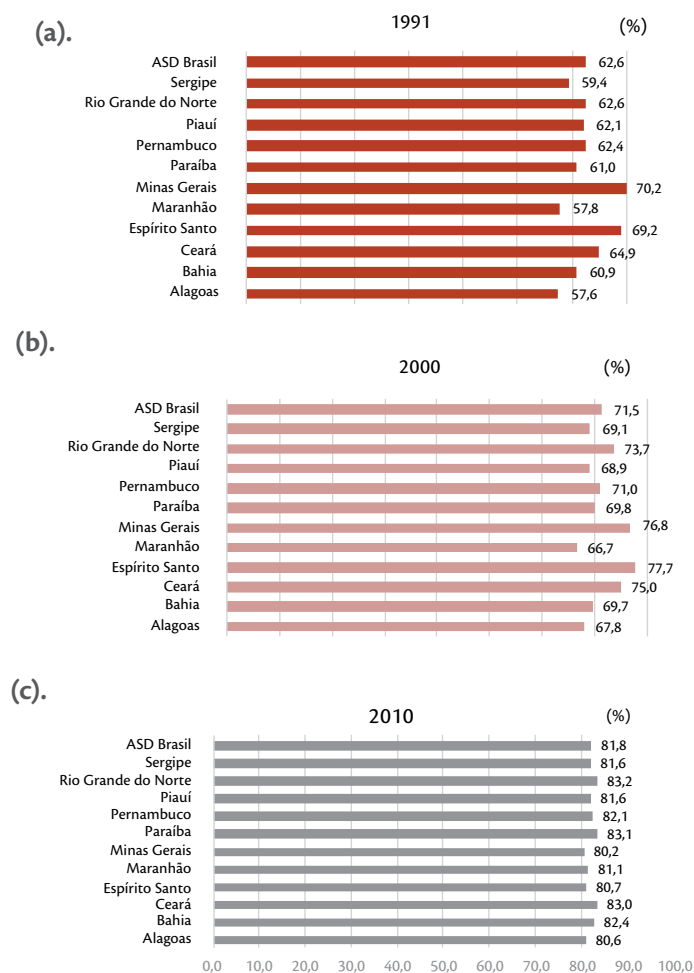 (a).
1991
(%)
ASD Brasil 62,6
Sergipe 59,4
Rio Grande do Norte 62,6
Piauí 62,1
Pernambuco 62,4
Paraíba 61,0
Minas Gerais 70,2
Maranhão 57,8
Espírito Santo 69,2
Ceará 64,9
Bahia 60,9
Alagoas 57,6
(b).
2000
(%)
ASD Brasil 71,5
Sergipe 69,1
Rio Grande do Norte 73,7
Piauí 68,9
Pernambuco 71,0
Paraíba 69,8
Minas Gerais 76,8
Maranhão 66,7
Espírito Santo 77,7
Ceará 75,0
Bahia 69,7
Alagoas 67,8
(c).
2010
(%)
ASD Brasil 81,8
Sergipe 81,6
Rio Grande do Norte 83,2
Piauí 81,6
Pernambuco 82,1
Paraíba 83,1
Minas Gerais 80,2
Maranhão 81,1
Espírito Santo 80,7
Ceará 83,0
Bahia 82,4
Alagoas 80,6
0,0 10,0 20,0 30,0 40,0 50,0 60,0 70,0 80,0 90,0 100,0